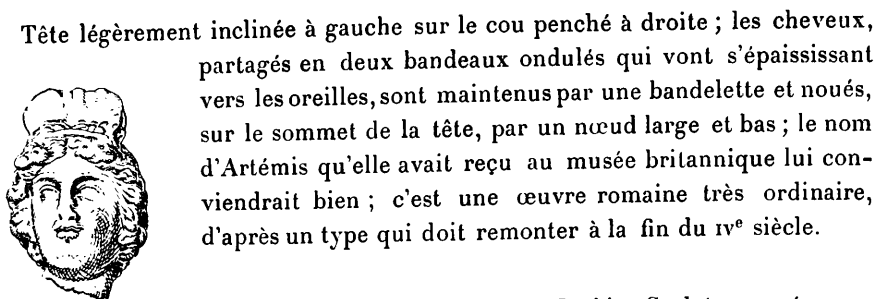 Tête légèrement inclinée à gauche sur le cou penché à droite ; les cheveux,
partagés en deux bandeaux ondulés qui vont s'épaississant
vers les oreilles, sont maintenus par une bandelette et noués,
sur le sommet de la tête, par un nœud large et bas ; le nom
d'Artémis qu'elle avait reçu au musée britannique lui con-
viendrait bien ; c'est une œuvre romaine très ordinaire,
d'après un type qui doit remonter à la fin du IVe siècle.